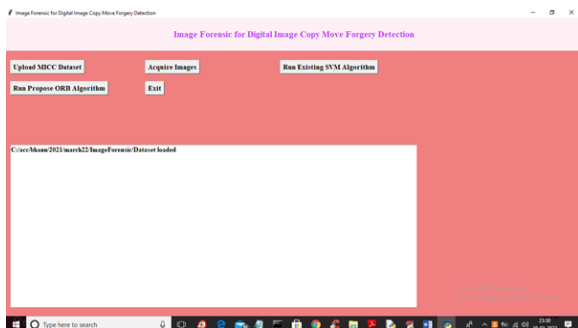 Image Forensic for Digital Image Copy Move Forgery Detection
Image Forensic for Digital Image Copy Move Forgery Detection
Upload MICC Dataset Acquire Images Run Existing SVM Algorithm
Run Propose ORB Algorithm Exit
C:/acc/bhanu/2021/march22/ImageForensic/Dataset loaded
Type here to search
23:30